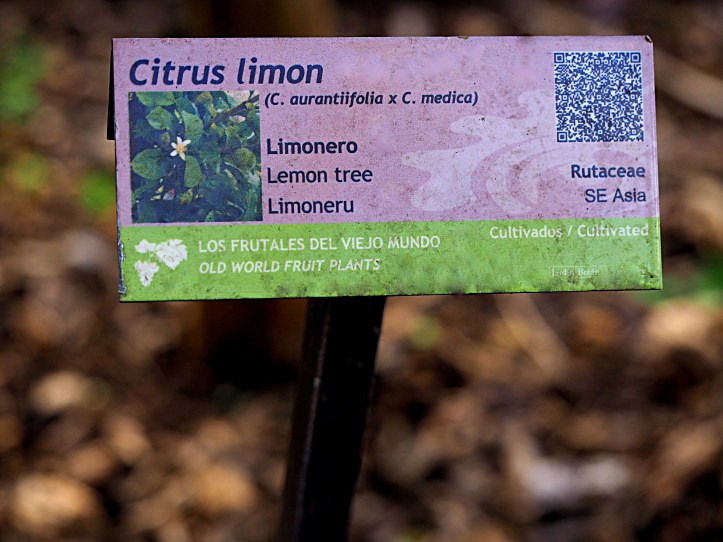 Citrus limon
(C. aurantiifolia x C. medica)
Limonero
Lemon tree
Limoneru
Rutaceae
SE Asia
LOS FRUTALES DEL VIEJO MUNDO
OLD WORLD FRUIT PLANTS
Cultivados / Cultivated